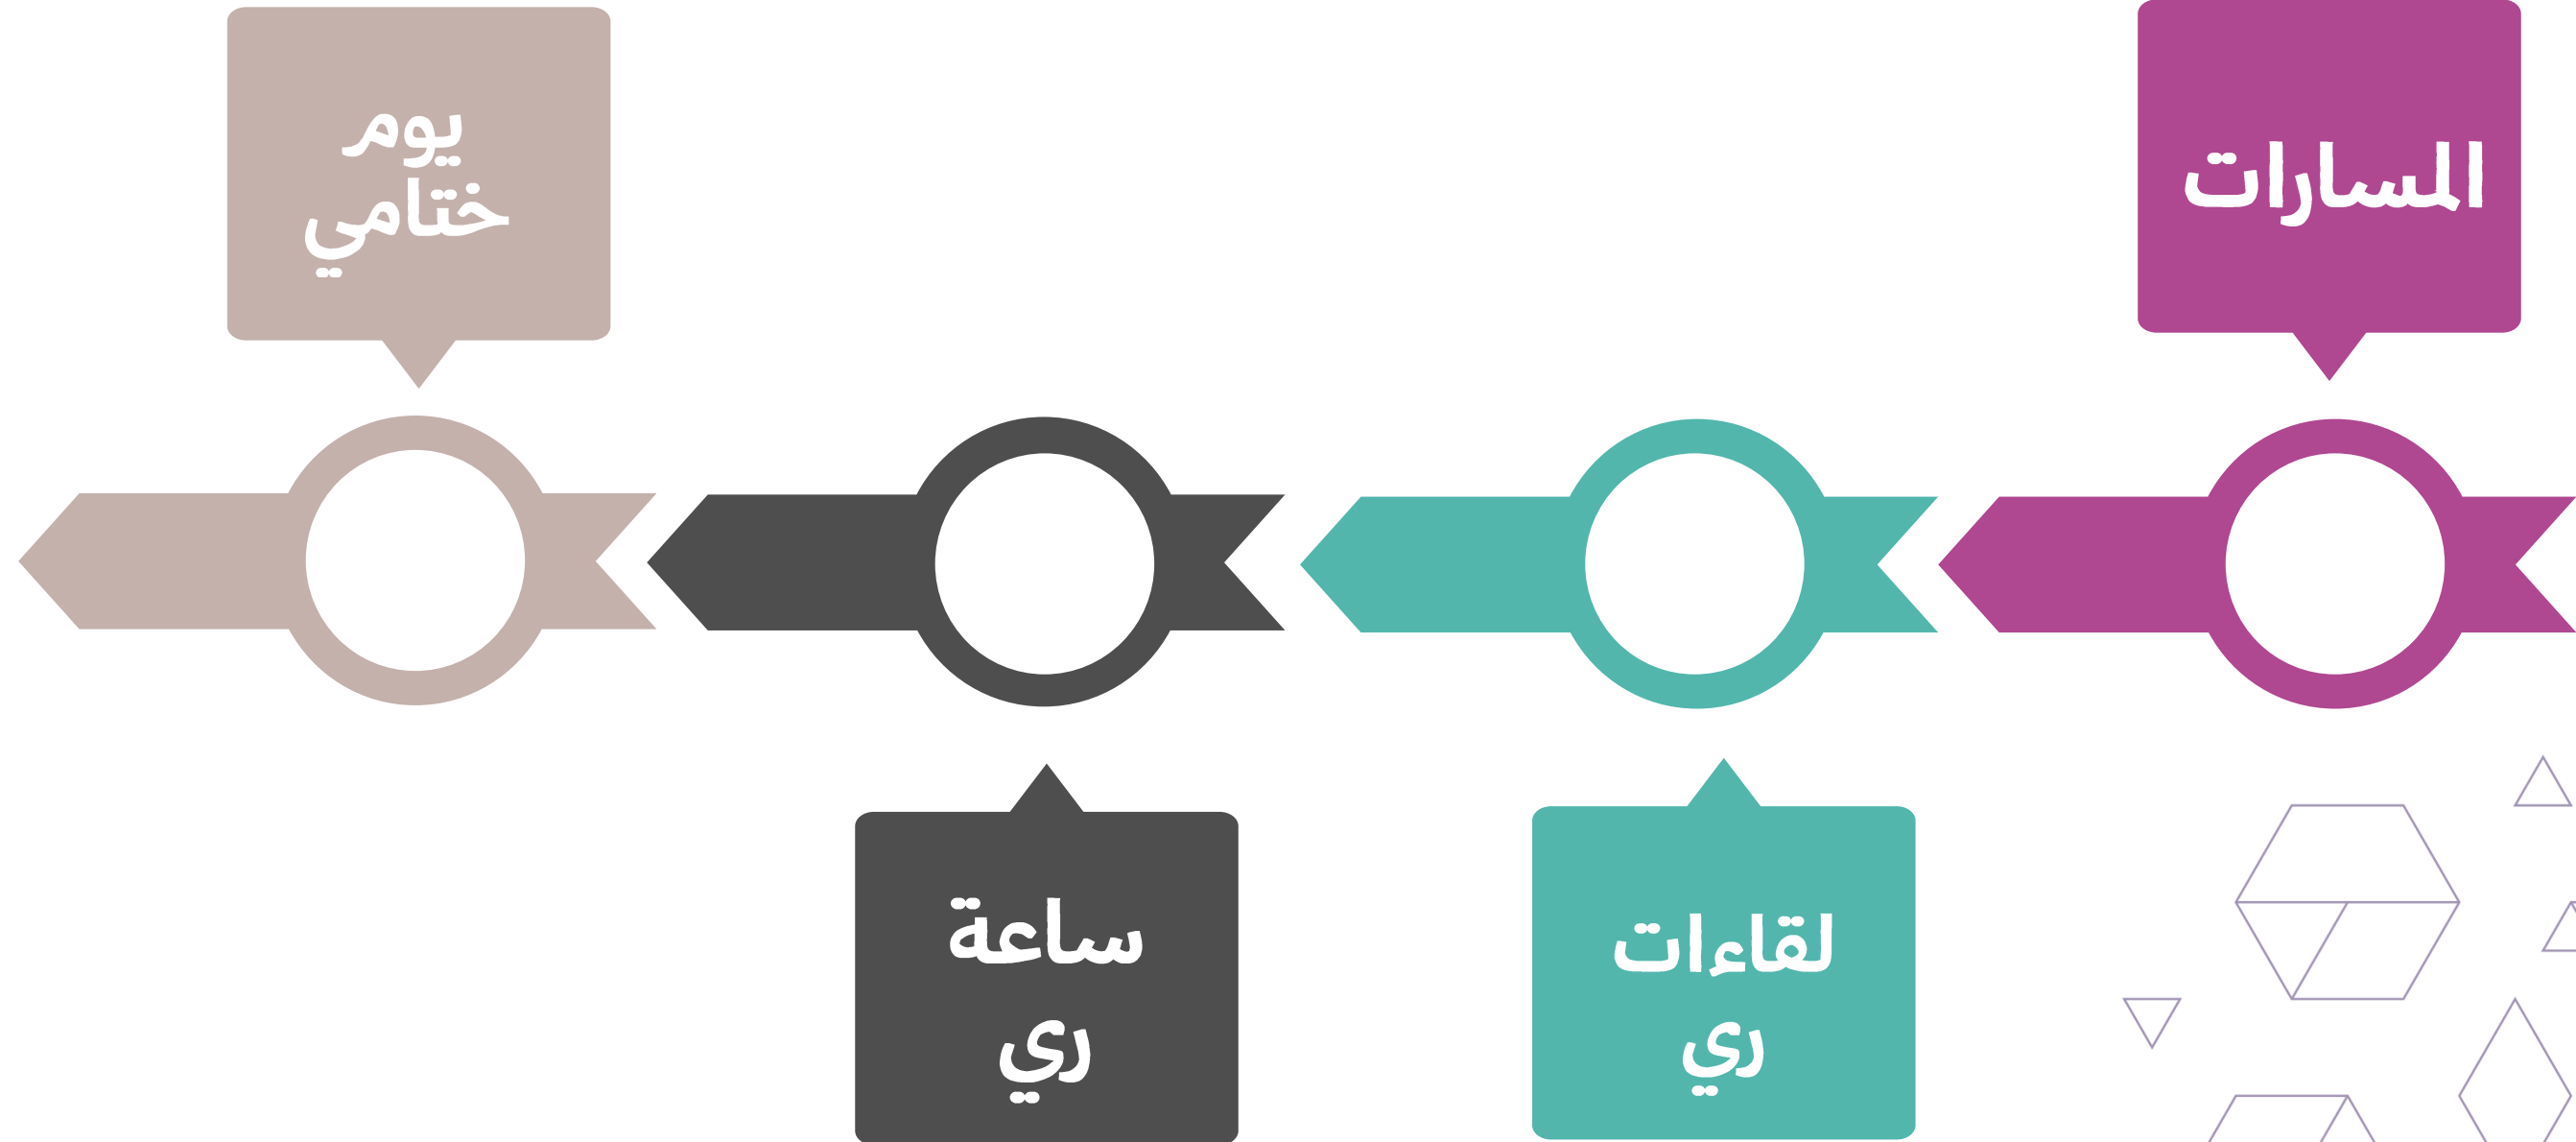 المسارات
لقاءات
ري
ساعة
ري
يوم
ختامي